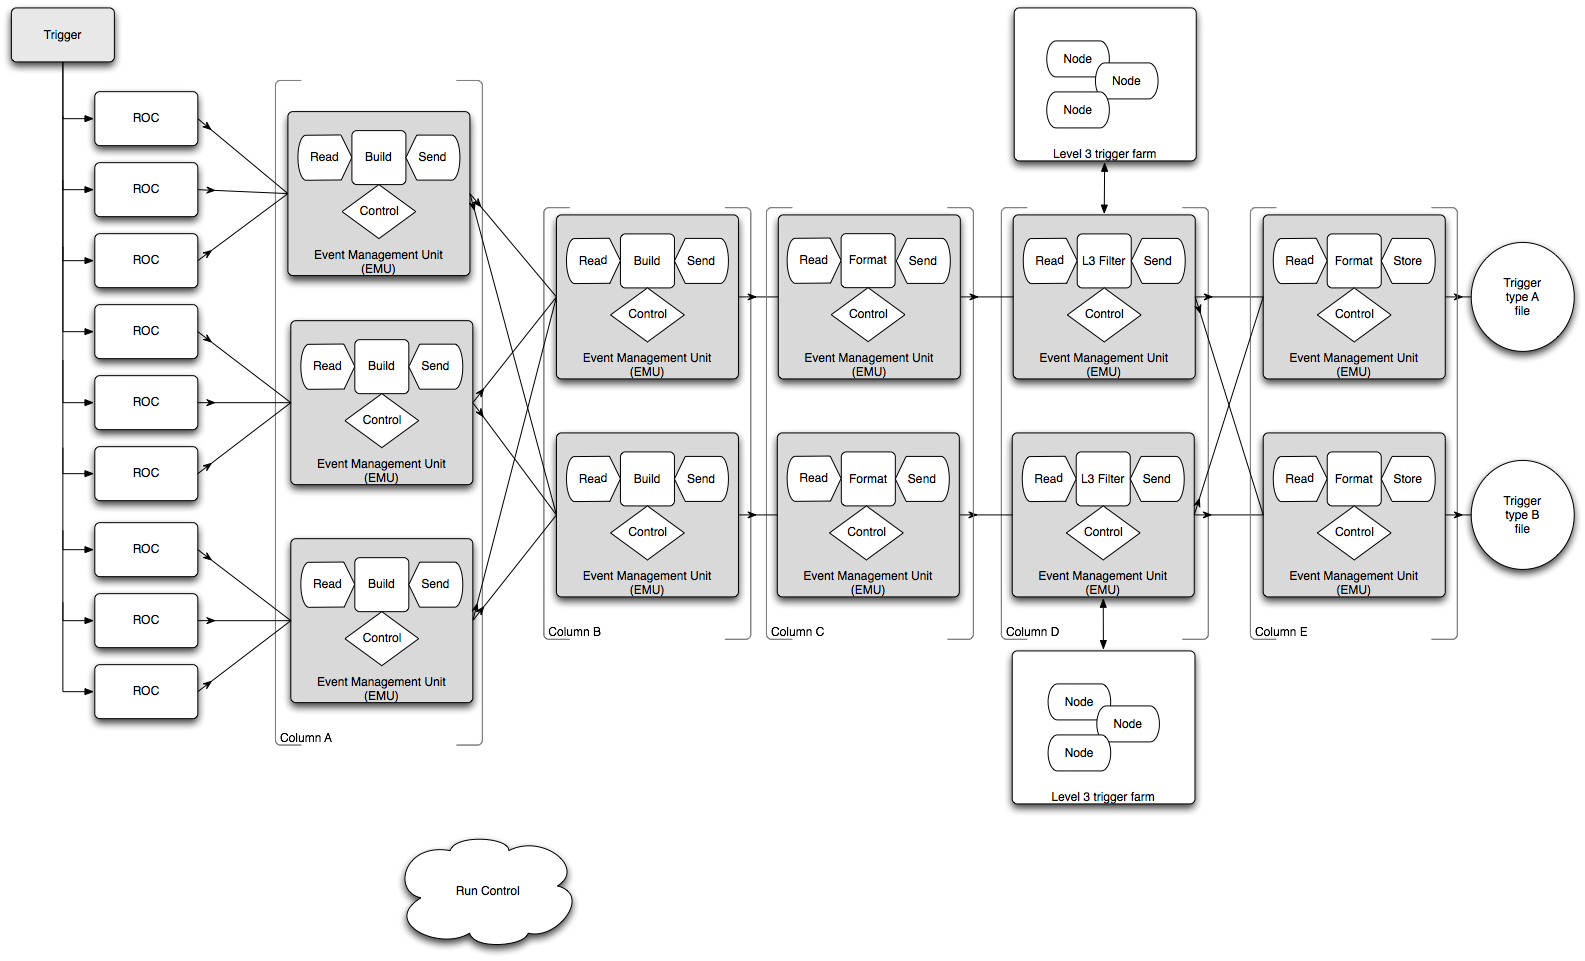 Trigger
ROC
ROC
ROC
ROC
ROC
ROC
ROC
ROC
ROC
Read
Build
Send
Control
Event Management Unit
(EMU)
Read
Build
Send
Control
Event Management Unit
(EMU)
Read
Build
Send
Control
Event Management Unit
(EMU)
Column A
Read
Build
Send
Control
Event Management Unit
(EMU)
Read
Build
Send
Control
Event Management Unit
(EMU)
Column B
Read
Format
Send
Control
Event Management Unit
(EMU)
Read
Format
Send
Control
Event Management Unit
(EMU)
Column C
Node
Node
Node
Level 3 trigger farm
Read
L3 Filter
Send
Control
Event Management Unit
(EMU)
Read
L3 Filter
Send
Control
Event Management Unit
(EMU)
Column D
Node
Node
Node
Level 3 trigger farm
Read
Format
Store
Control
Event Management Unit
(EMU)
Read
Format
Store
Control
Event Management Unit
(EMU)
Column E
Trigger
type A
file
Trigger
type B
file
Run Control